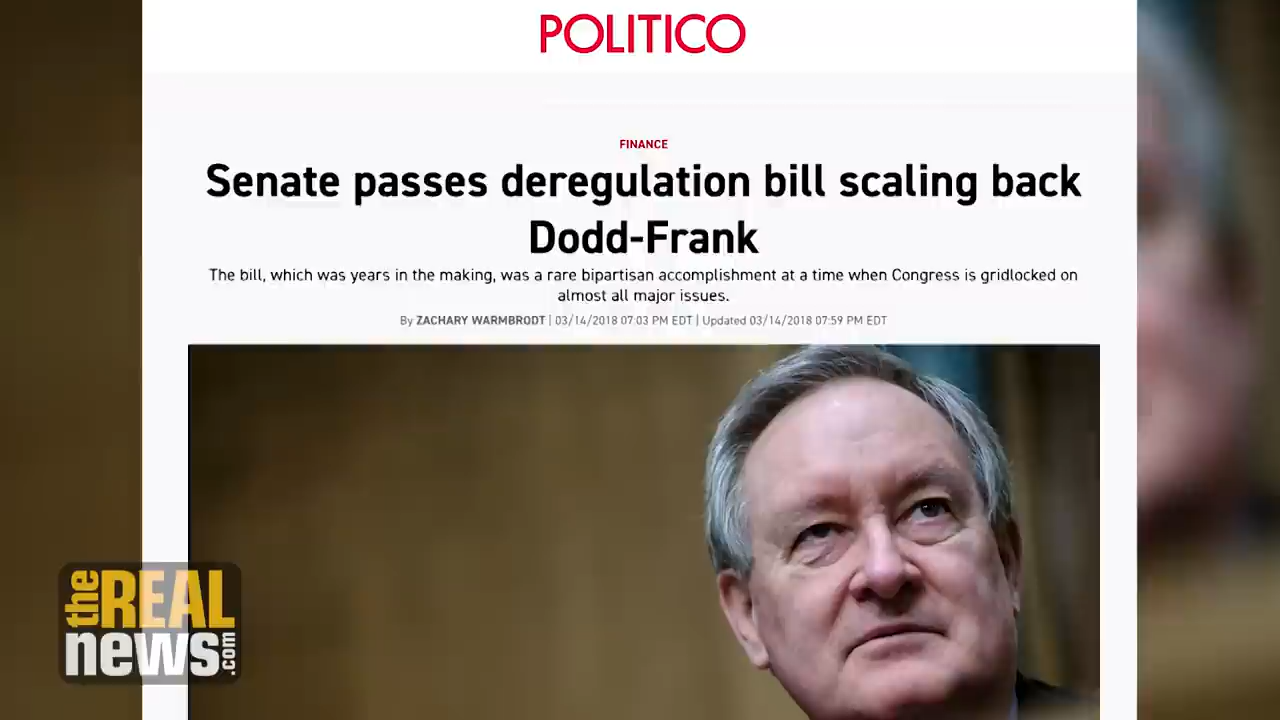 POLITICO
FINANCE
Senate passes deregulation bill scaling back
Dodd-Frank
The bill, which was years in the making, was a rare bipartisan accomplishment at a time when Congress is gridlocked on
almost all major issues.
By ZACHARY WARMBRODT | 03/14/2018 07:03 PM EDT | Updated 03/14/2018 07:59 PM EDT
the REAL
news.com